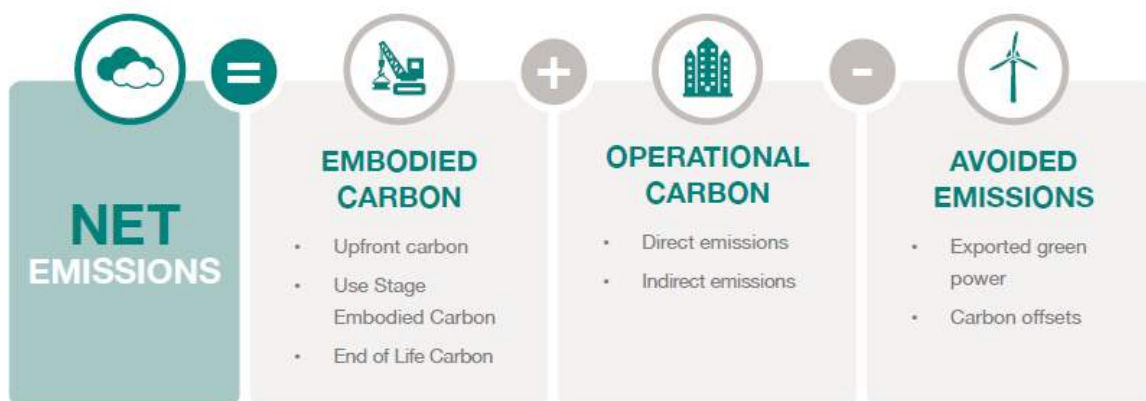 =
+
-
NET
EMISSIONS
EMBODIED
CARBON
• Upfront carbon
• Use Stage
Embodied Carbon
• End of Life Carbon
OPERATIONAL
CARBON
• Direct emissions
• Indirect emissions
AVOIDED
EMISSIONS
• Exported green
power
• Carbon offsets